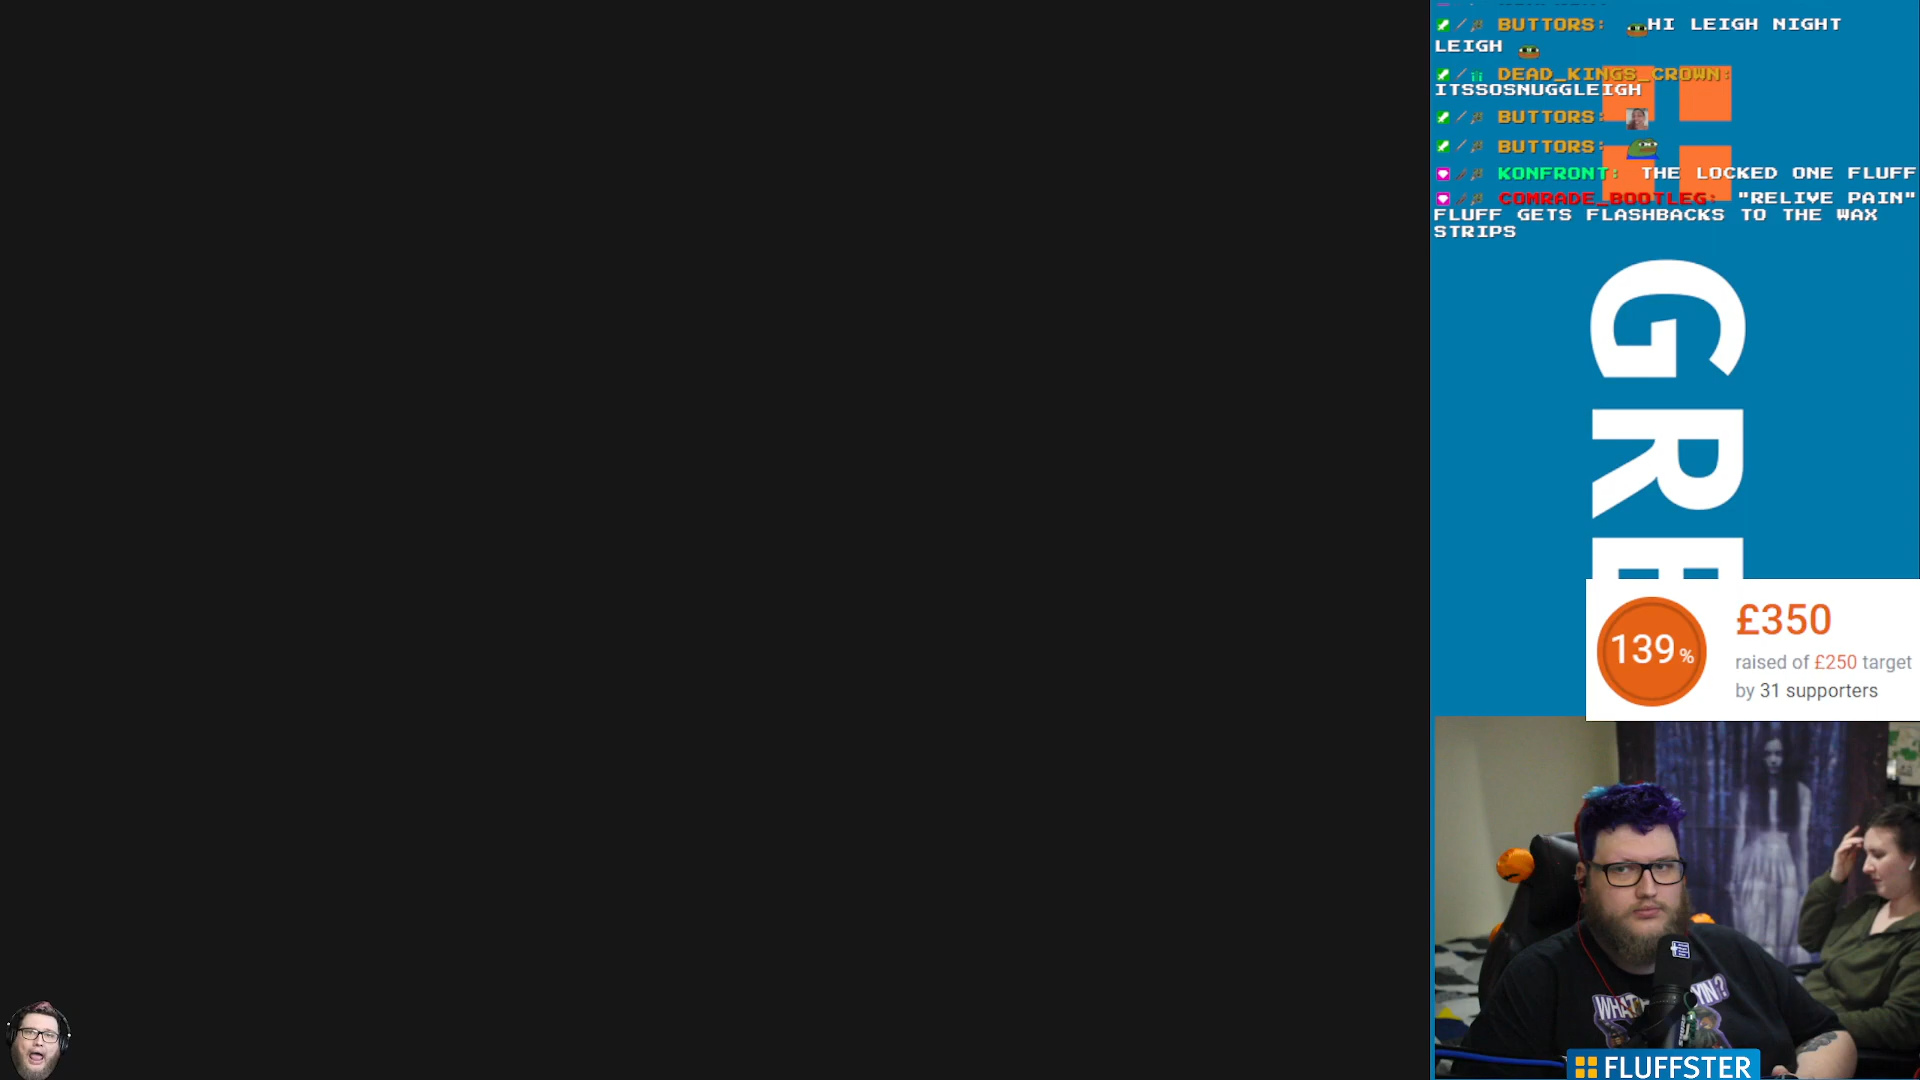 BUTTORS: HI LEIGH NIGHT
LEIGH
DEAD_KINGS_CROWN:
ITSSOSNUGGLEIGH
BUTTORS:
BUTTORS:
KONFRONT: THE LOCKED ONE FLUFF
COMRADE_BOOTLEG: "RELIVE PAIN"
FLUFF GETS FLASHBACKS TO THE WAX
STRIPS
GRE
139%
£350
raised of £250 target
by 31 supporters
FLUFFSTER